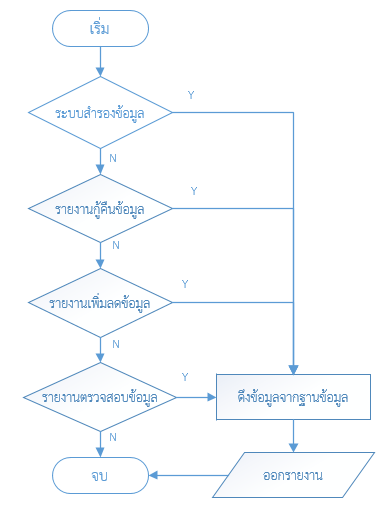 เริ่ม
Y
ระบบสำรองข้อมูล
N
Y
รายงานกู้คืนข้อมูล
N
Y
รายงานเพิ่มลดข้อมูล
N
Y
รายงานตรวจสอบข้อมูล
ดึงข้อมูลจากฐานข้อมูล
N
จบ
ออกรายงาน